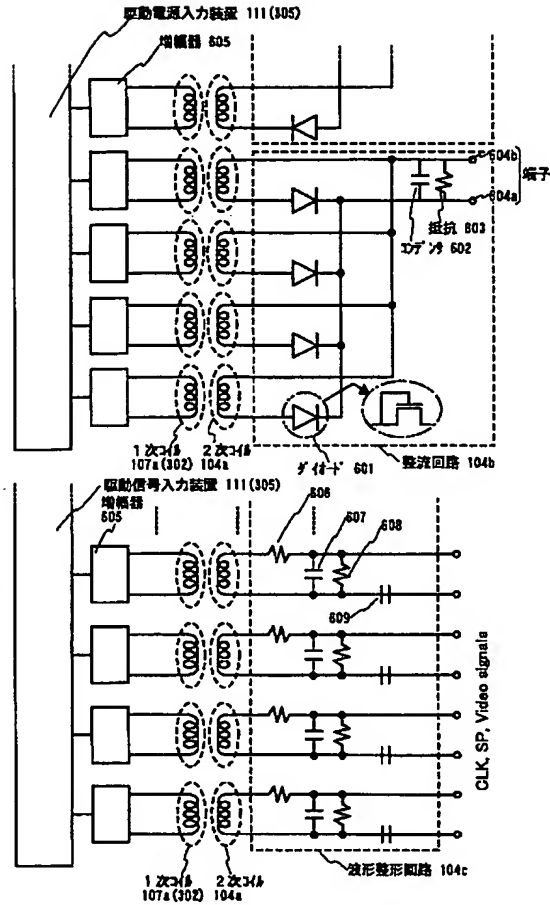 駆動電源入力装置 111(305)
増幅器 605
604b
604a
端子
抵抗 603
コンデンサ 602
1次コイル
107a(302)
2次コイル
104a
ダイオード 601
整流回路 104b
駆動信号入力装置 111(305)
増幅器
605
606
607
608
609
CLK, SP, Video signals
1次コイル
107a(302)
2次コイル
104a
波形整形回路 104c